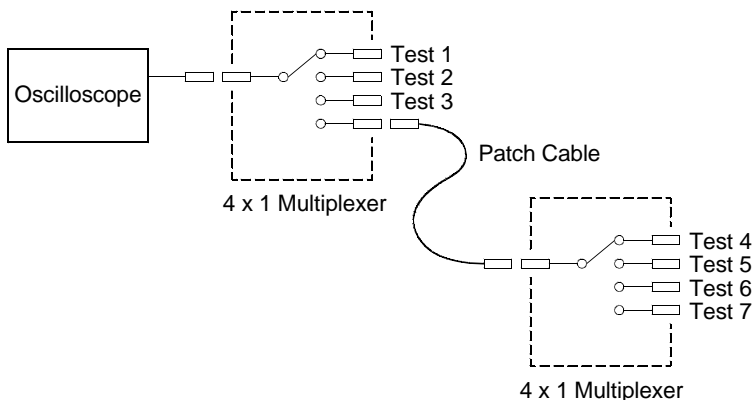 Oscilloscope
Test 1
Test 2
Test 3
4 x 1 Multiplexer
Patch Cable
Test 4
Test 5
Test 6
Test 7
4 x 1 Multiplexer